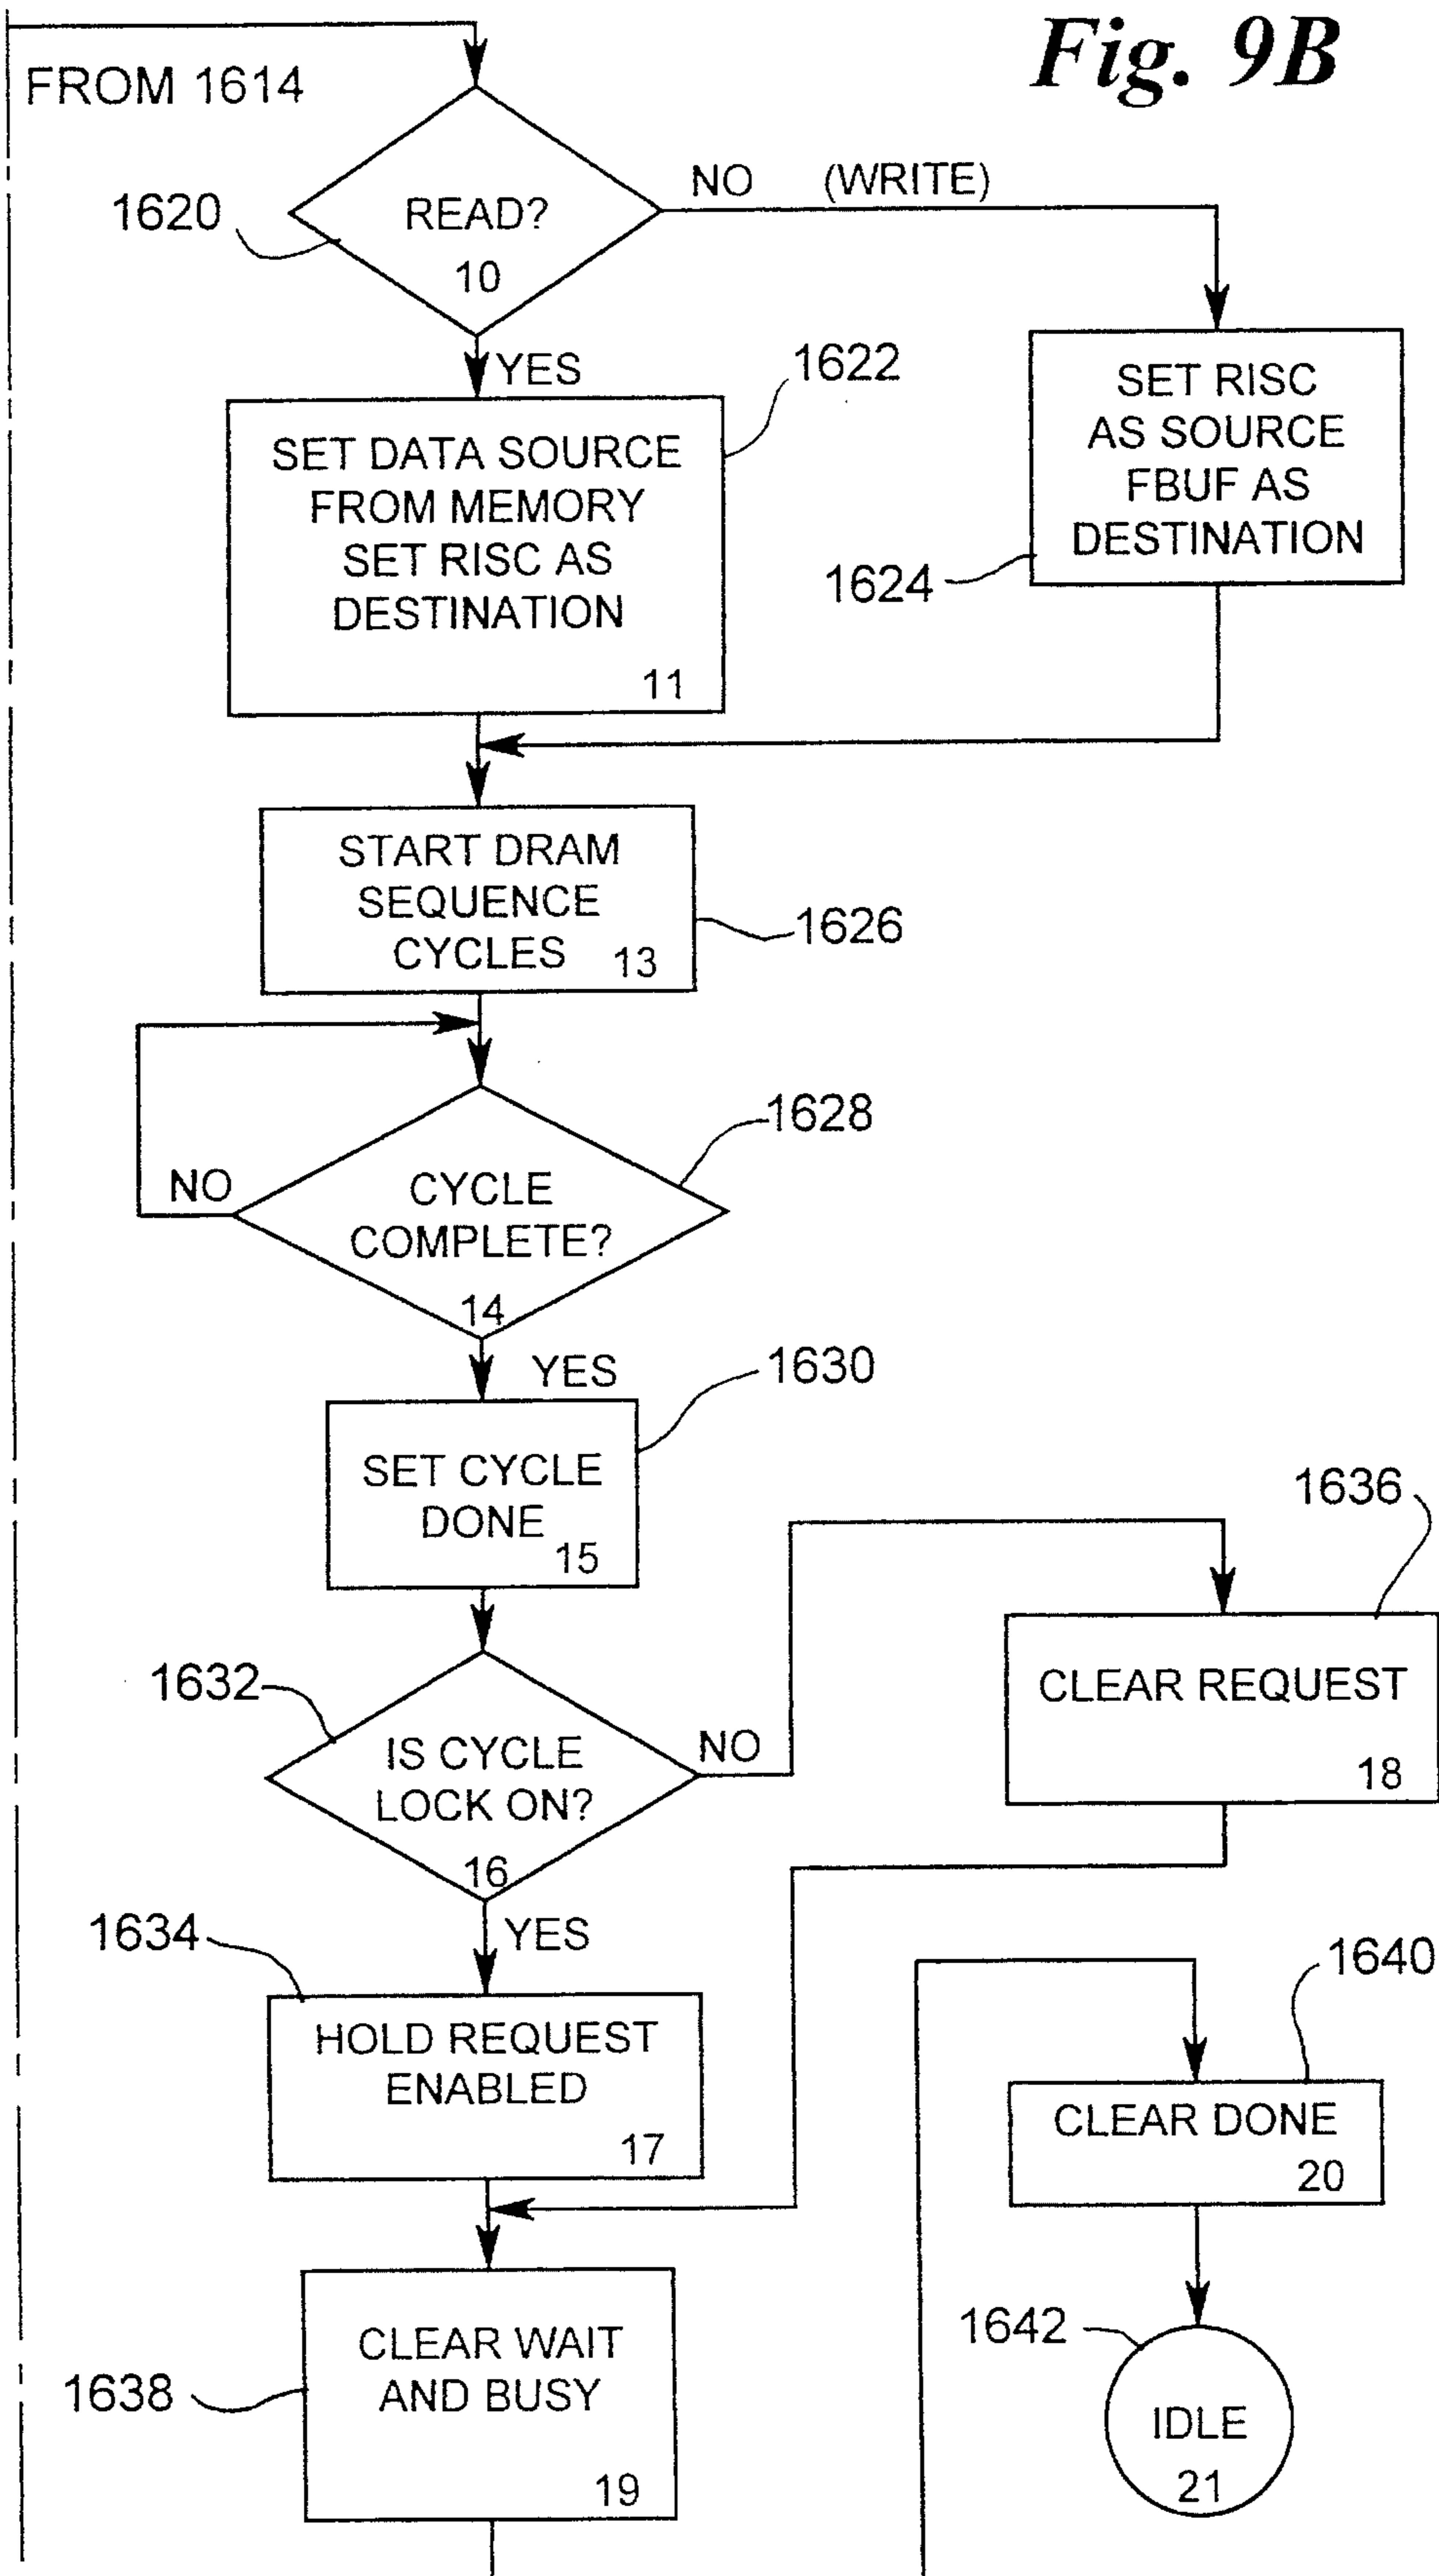 Fig. 9B
FROM 1614
1620
READ?
10
NO (WRITE)
YES
1622
SET DATA SOURCE
FROM MEMORY
SET RISC AS
DESTINATION
11
SET RISC
AS SOURCE
FBUF AS
DESTINATION
1624
START DRAM
SEQUENCE
CYCLES
13
1626
NO
CYCLE
COMPLETE?
14
1628
YES
1630
SET CYCLE
DONE
15
1636
1632
IS CYCLE
LOCK ON?
16
NO
CLEAR REQUEST
18
1634
YES
HOLD REQUEST
ENABLED
17
1640
CLEAR DONE
20
1638
CLEAR WAIT
AND BUSY
19
1642
IDLE
21